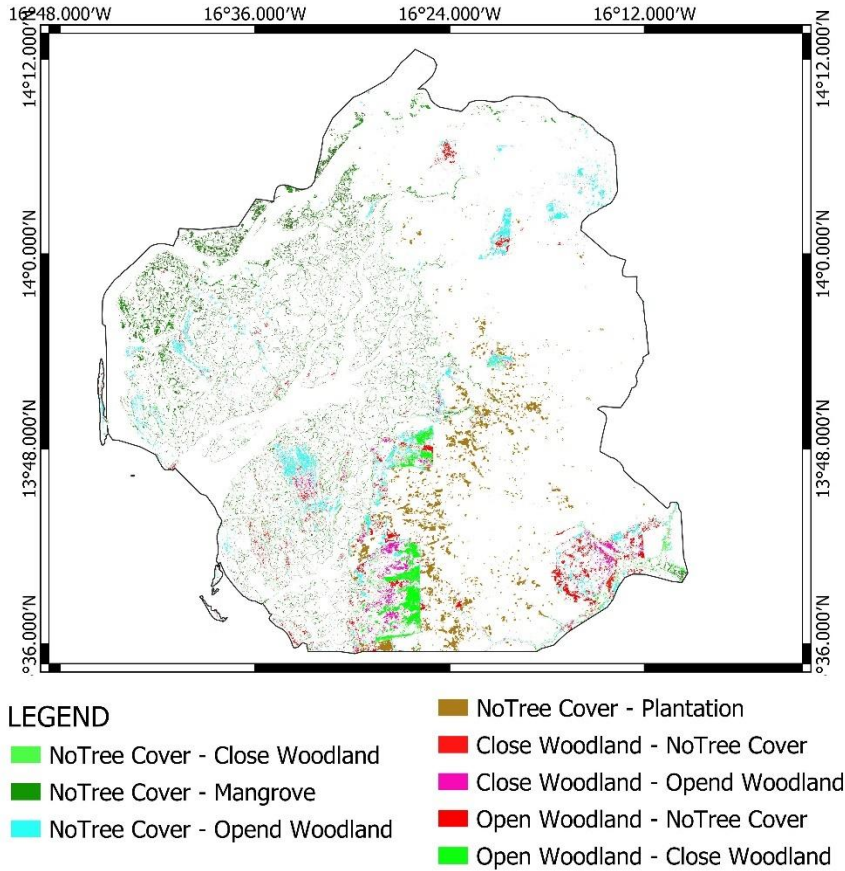 16°48.000'W 16°36.000'W 16°24.000'W 16°12.000'W
14°12.000'N 14°12.000'N
14°0.000'N 14°0.000'N
13°48.000'N 13°48.000'N
°36.000'N °36.000'N
LEGEND
NoTree Cover - Close Woodland
NoTree Cover - Mangrove
NoTree Cover - Opend Woodland
NoTree Cover - Plantation
Close Woodland - NoTree Cover
Close Woodland - Opend Woodland
Open Woodland - NoTree Cover
Open Woodland - Close Woodland